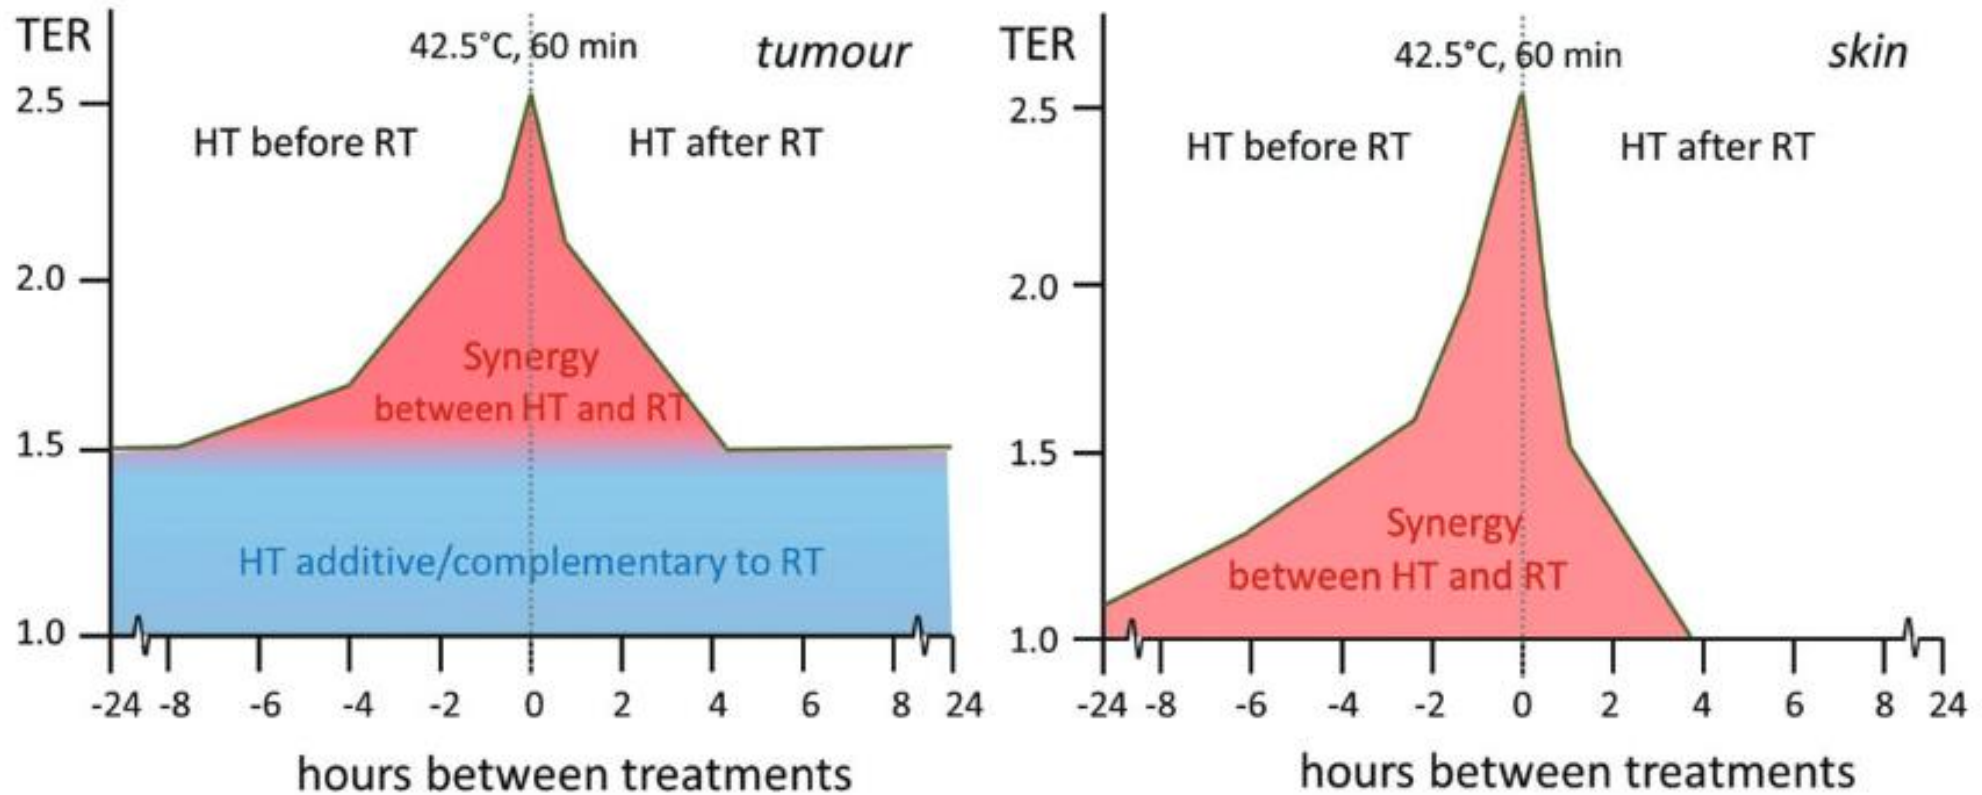 TER
42.5°C, 60 min
tumour
2.5
HT before RT
HT after RT
2.0
Synergy
between HT and RT
1.5
HT additive/complementary to RT
1.0
-24 -8 -6 -4 -2 0 2 4 6 8 24
hours between treatments
TER
42.5°C, 60 min
skin
2.5
HT before RT
HT after RT
2.0
1.5
Synergy
between HT and RT
1.0
-24 -8 -6 -4 -2 0 2 4 6 8 24
hours between treatments